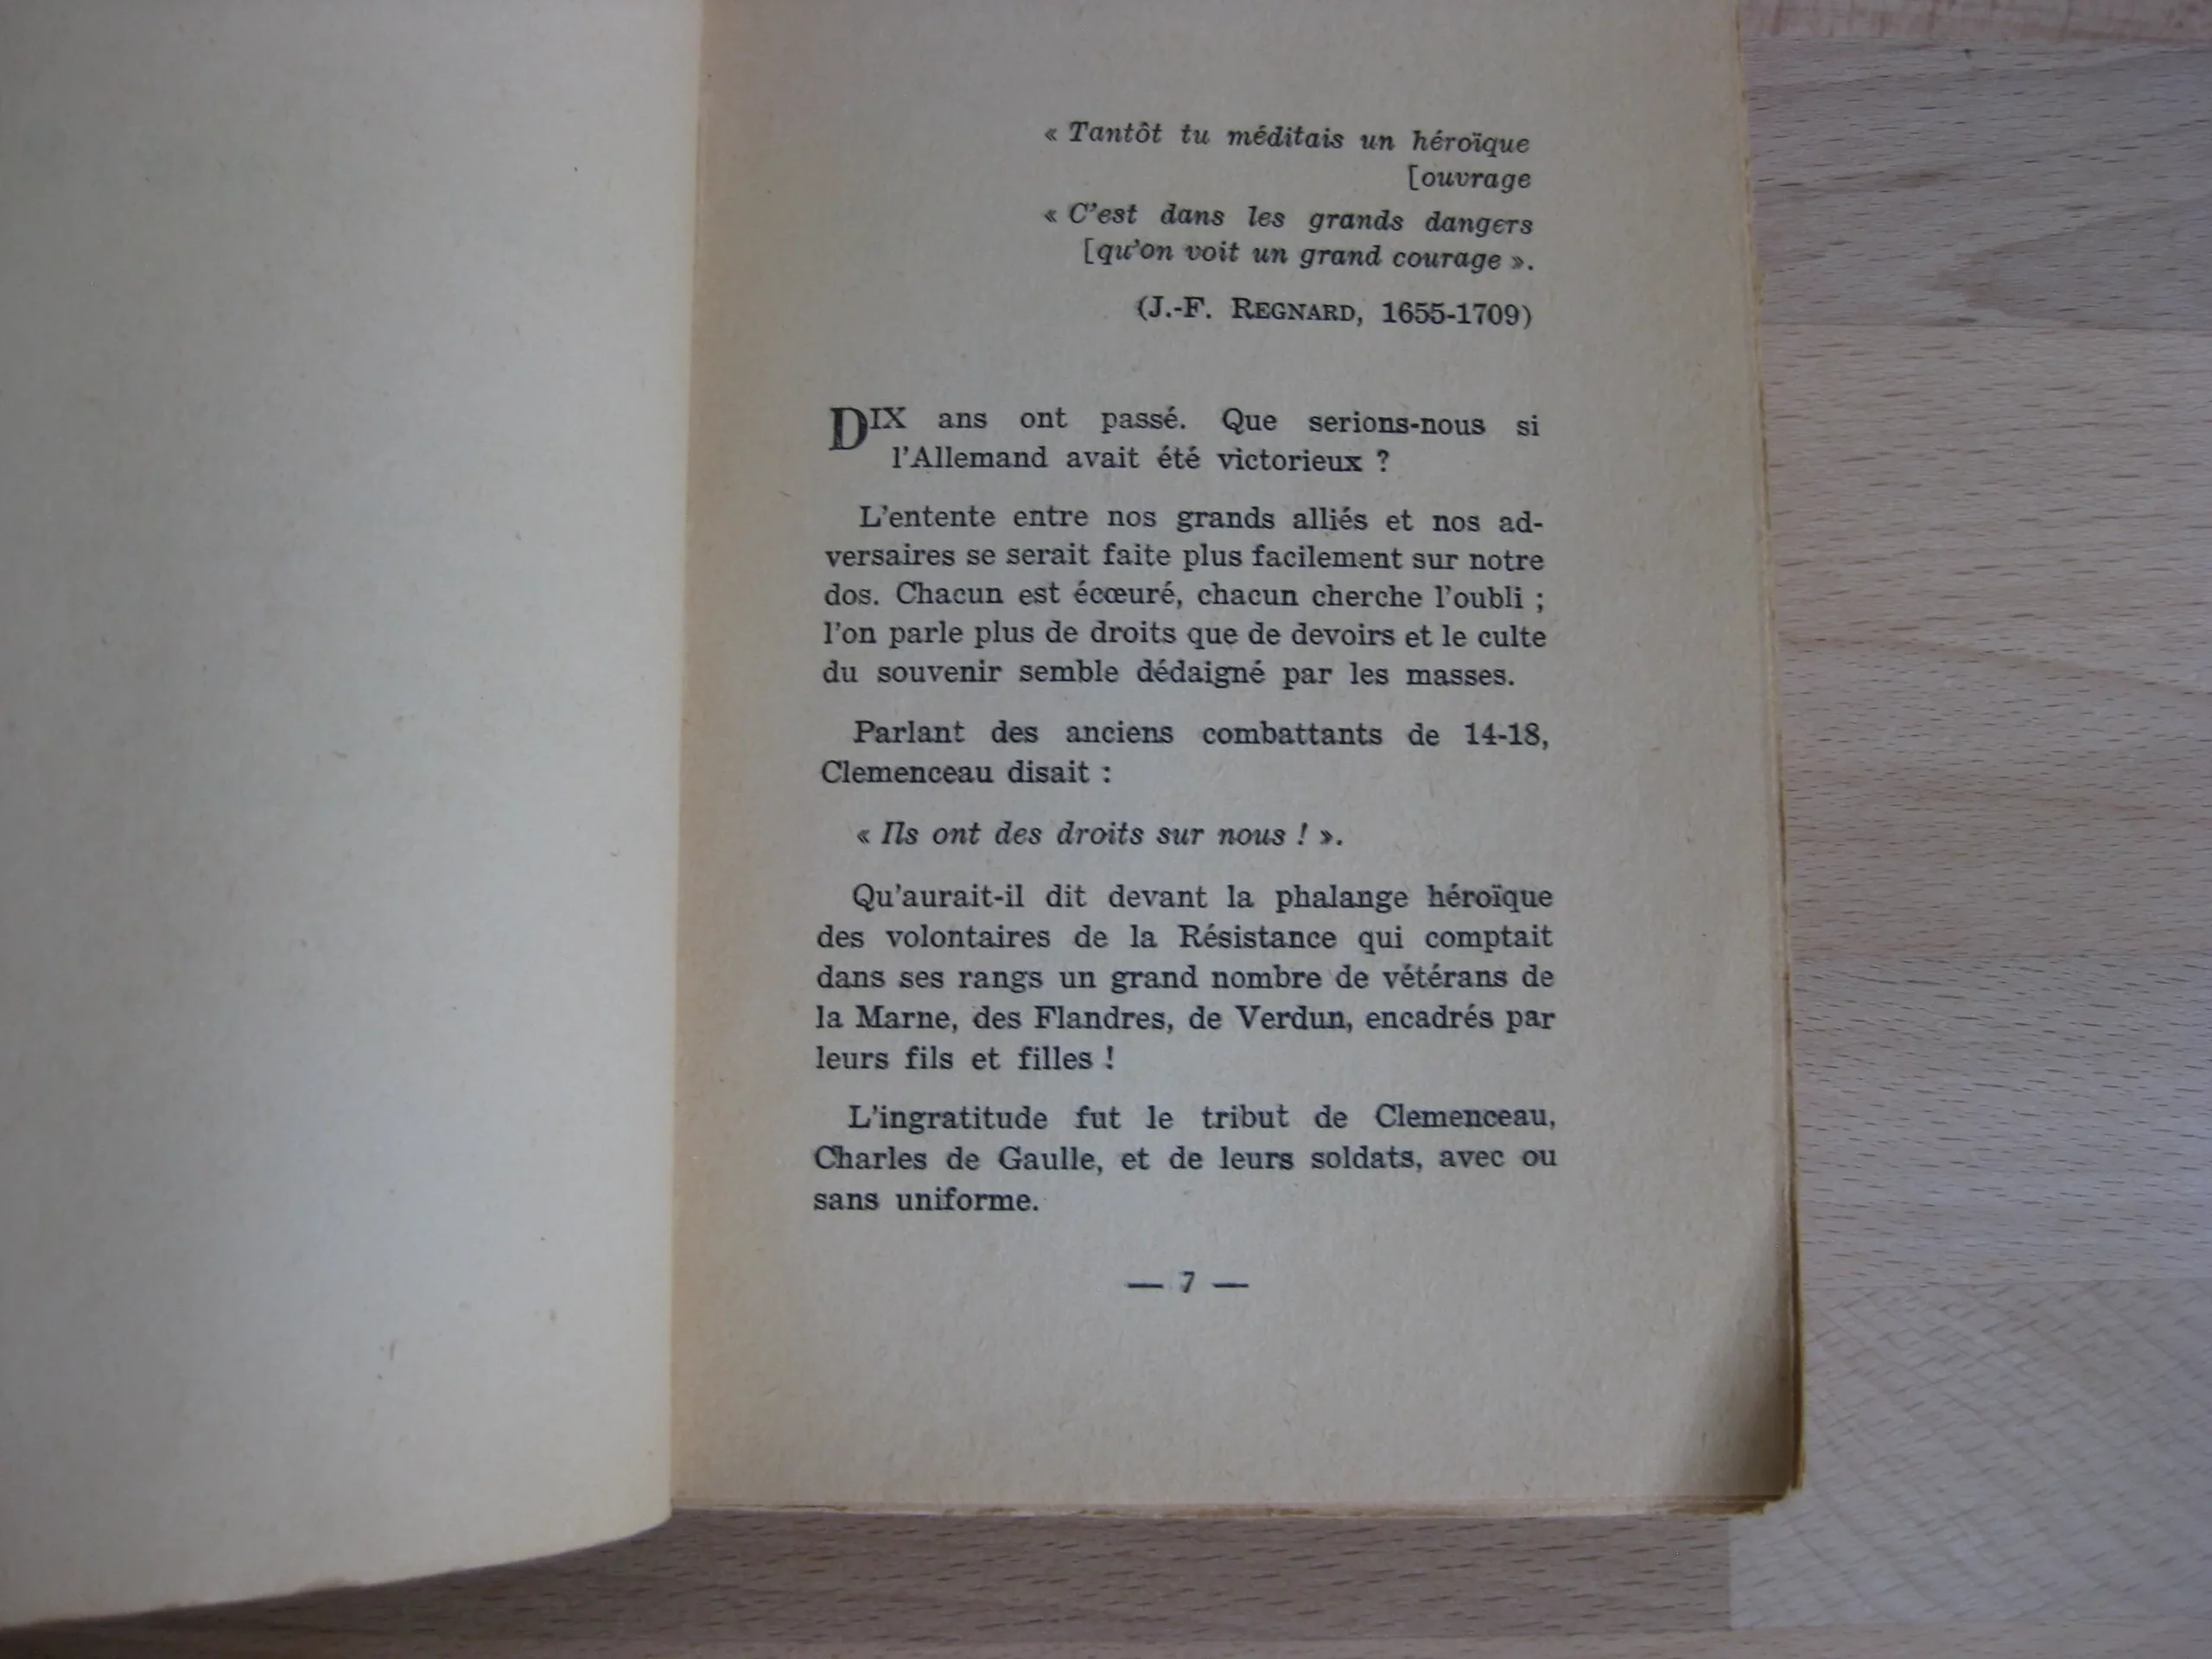 « Tantôt tu méditais un héroïque
[ouvrage
« C'est dans les grands dangers
[qu'on voit un grand courage ».
(J.-F. REGNARD, 1655-1709)
DIX ans ont passé. Que serions-nous si
l'Allemand avait été victorieux ?
L'entente entre nos grands alliés et nos ad-
versaires se serait faite plus facilement sur notre
dos. Chacun est écœuré, chacun cherche l'oubli ;
l'on parle plus de droits que de devoirs et le culte
du souvenir semble dédaigné par les masses.
Parlant des anciens combattants de 14-18,
Clemenceau disait :
« Ils ont des droits sur nous ! ».
Qu'aurait-il dit devant la phalange héroïque
des volontaires de la Résistance qui comptait
dans ses rangs un grand nombre de vétérans de
la Marne, des Flandres, de Verdun, encadrés par
leurs fils et filles !
L'ingratitude fut le tribut de Clemenceau,
Charles de Gaulle, et de leurs soldats, avec ou
sans uniforme.
— 7 —